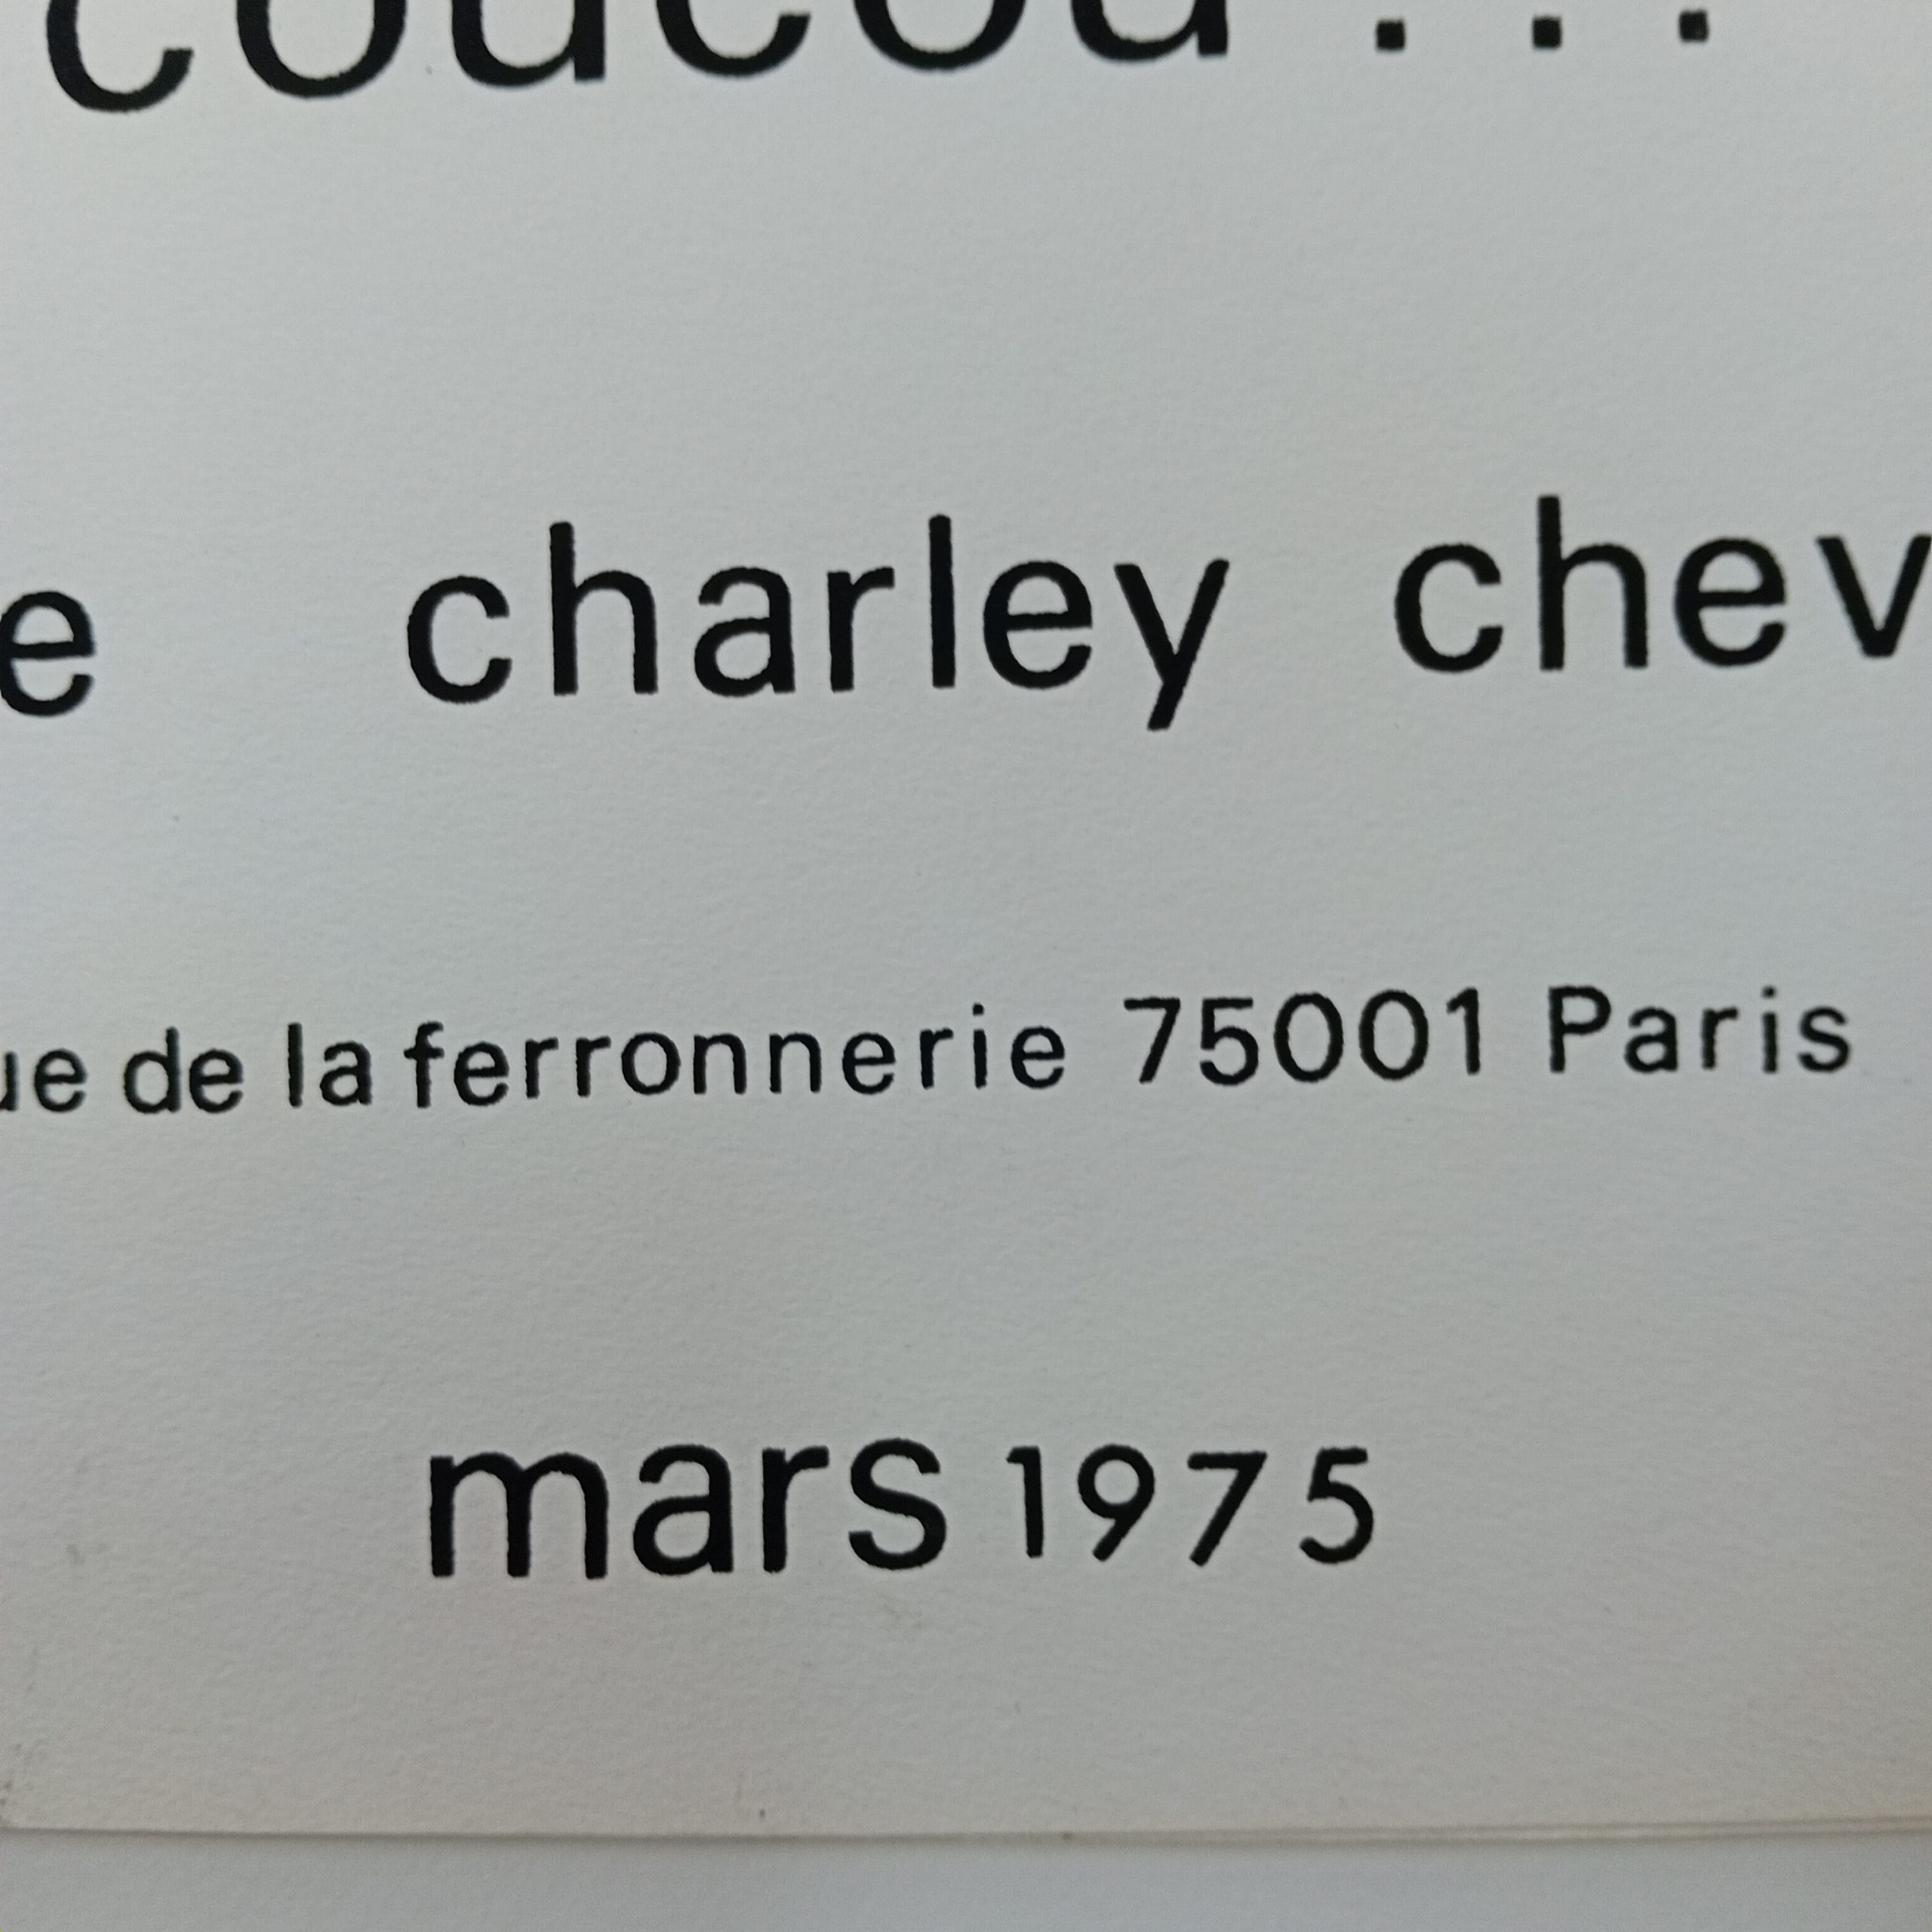 coucou . . .
e charley chev
ue de la ferronnerie 75001 Paris
mars 1975